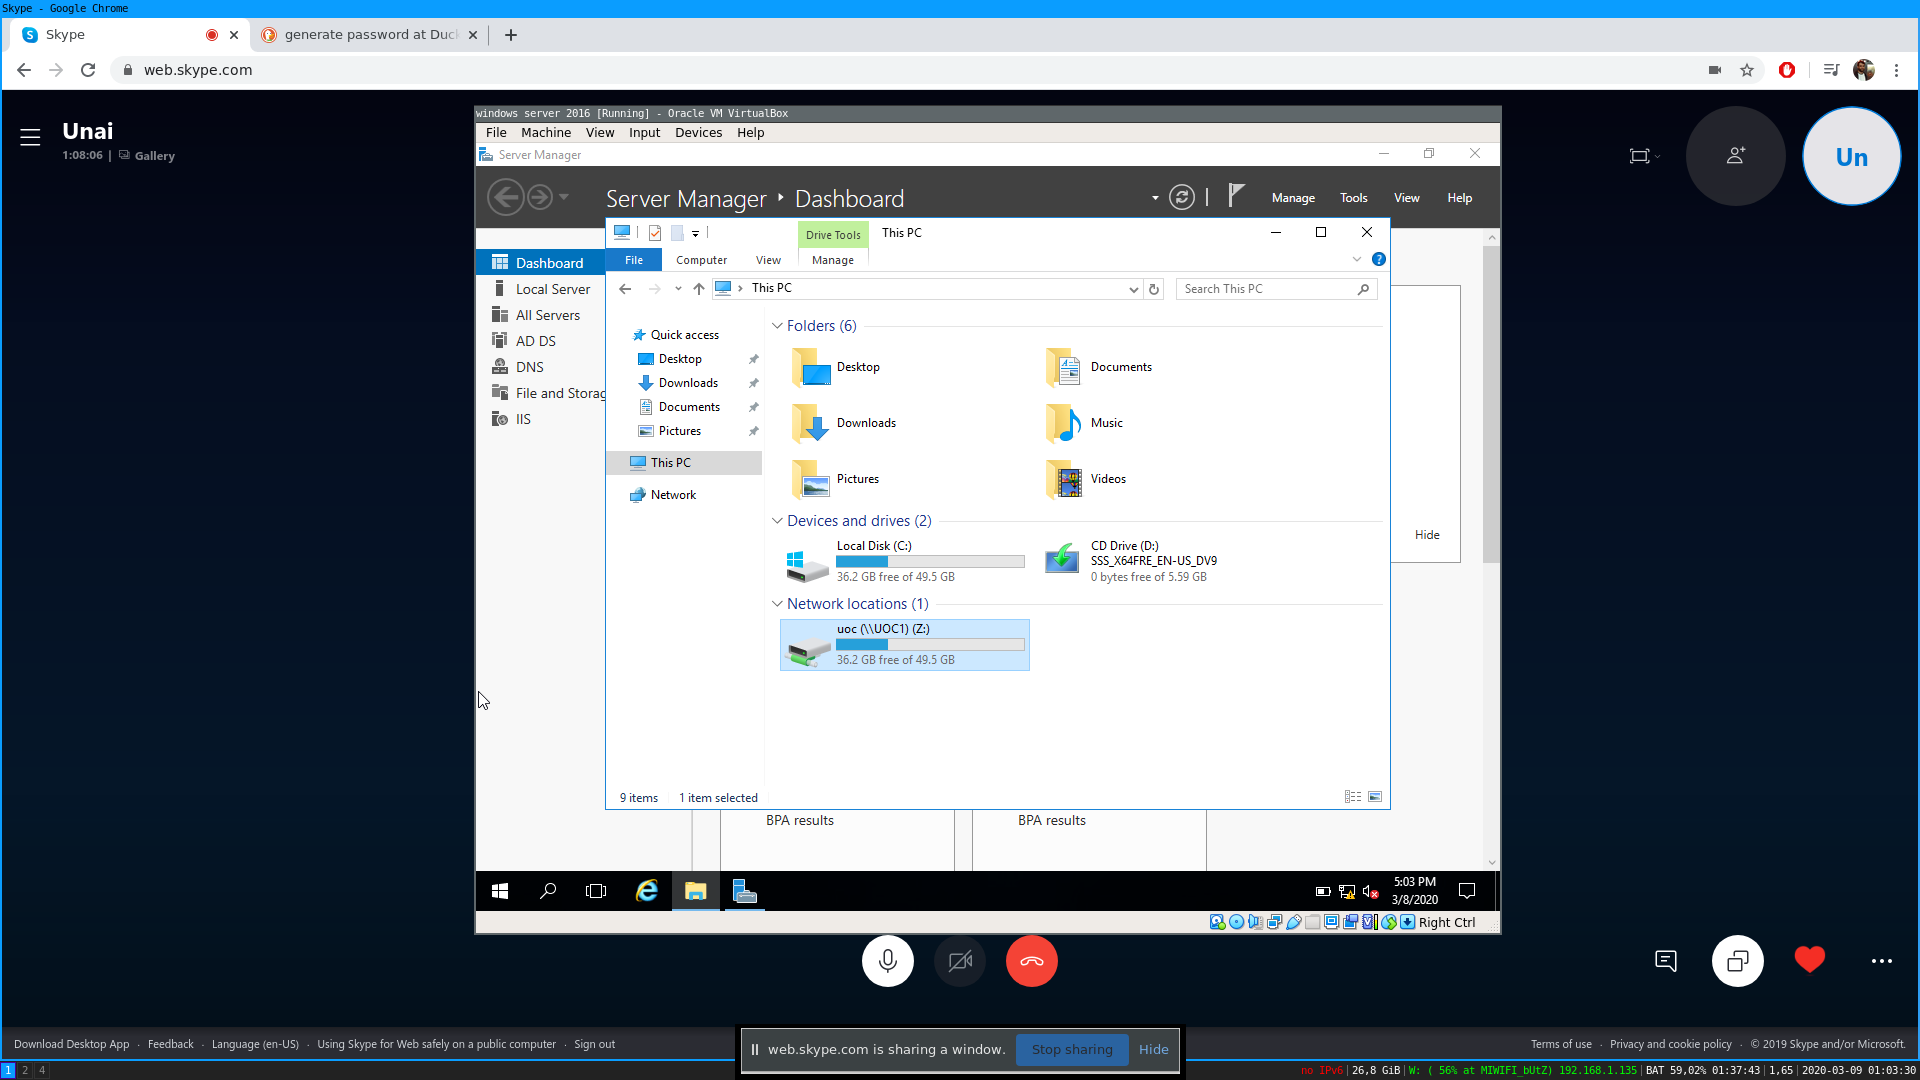 Skype - Google Chrome
Skype
generate password at Duck
web.skype.com
Unai
1:08:06 | Gallery
Un
windows server 2016 [Running] - Oracle VM VirtualBox
File Machine View Input Devices Help
Server Manager
Server Manager Dashboard
Manage Tools View Help
Drive Tools This PC
File Computer View Manage
This PC
Search This PC
Dashboard
Local Server
All Servers
AD DS
DNS
File and Storag
IIS
Quick access
Desktop
Downloads
Documents
Pictures
This PC
Network
Folders (6)
Desktop
Documents
Downloads
Music
Pictures
Videos
Devices and drives (2)
Local Disk (C:)
36.2 GB free of 49.5 GB
CD Drive (D:)
SSS_X64FRE_EN-US_DV9
0 bytes free of 5.59 GB
Network locations (1)
uoc (\\UOC1) (Z:)
36.2 GB free of 49.5 GB
Hide
9 items 1 item selected
BPA results BPA results
5:03 PM
3/8/2020
Right Ctrl
Download Desktop App · Feedback · Language (en-US) · Using Skype for Web safely on a public computer · Sign out
web.skype.com is sharing a window. Stop sharing Hide
Terms of use · Privacy and cookie policy · © 2019 Skype and/or Microsoft.
1 2 4
no IPv6|26,8 GiB|W: ( 56% at MIWIFI_bUtZ) 192.168.1.135|BAT 59,02% 01:37:43|1,65|2020-03-09 01:03:30